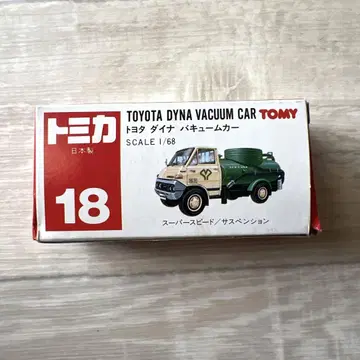 トミカ
日本製
18
TOYOTA DYNA VACUUM CAR TOMY
トヨタ ダイナ バキュームカー
SCALE 1/68
スーパースピード/サスペンション